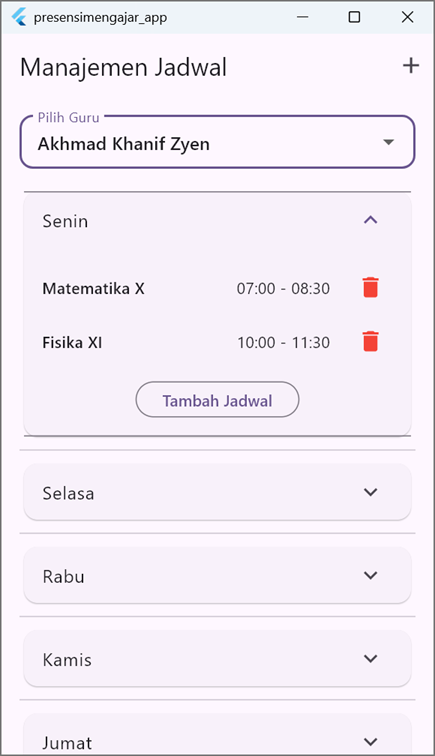 presensimengajar_app
Manajemen Jadwal
Pilih Guru
Akhmad Khanif Zyen
Senin
Matematika X 07:00 - 08:30
Fisika XI 10:00 - 11:30
Tambah Jadwal
Selasa
Rabu
Kamis
Jumat